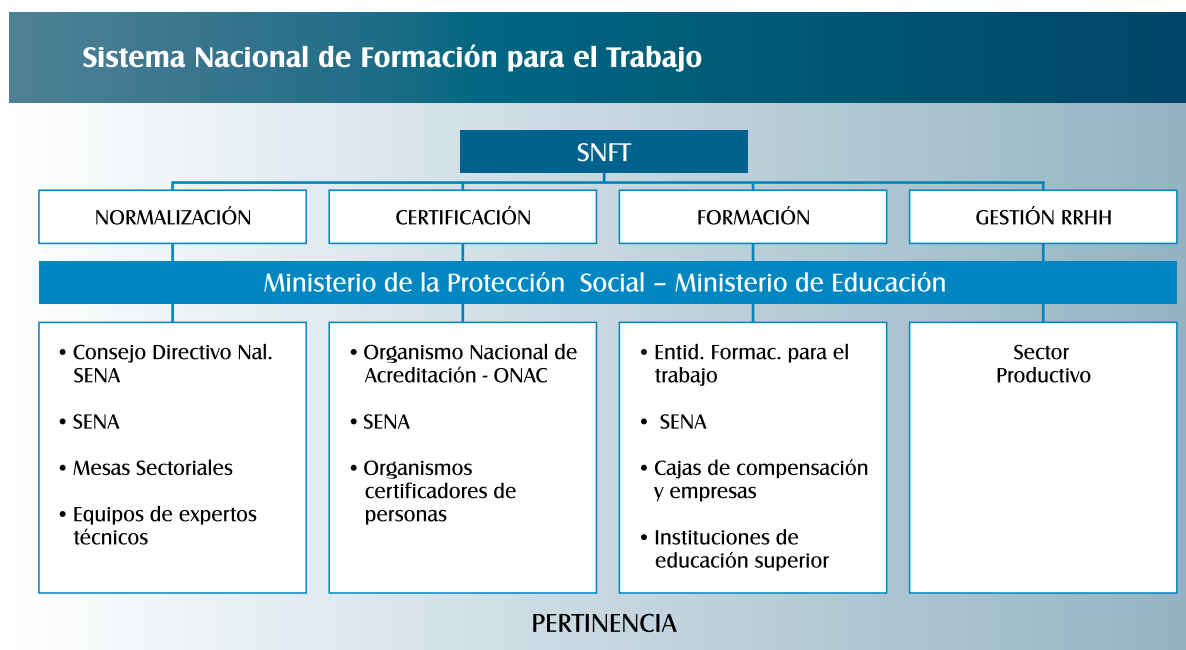 Sistema Nacional de Formación para el Trabajo
SNFT
NORMALIZACIÓN
CERTIFICACIÓN
FORMACIÓN
GESTIÓN RRHH
Ministerio de la Protección Social – Ministerio de Educación
• Consejo Directivo Nal.
SENA
• SENA
• Mesas Sectoriales
• Equipos de expertos
técnicos
• Organismo Nacional de
Acreditación - ONAC
• SENA
• Organismos
certificadores de
personas
• Entid. Formac. para el
trabajo
• SENA
• Cajas de compensación
y empresas
• Instituciones de
educación superior
Sector
Productivo
PERTINENCIA